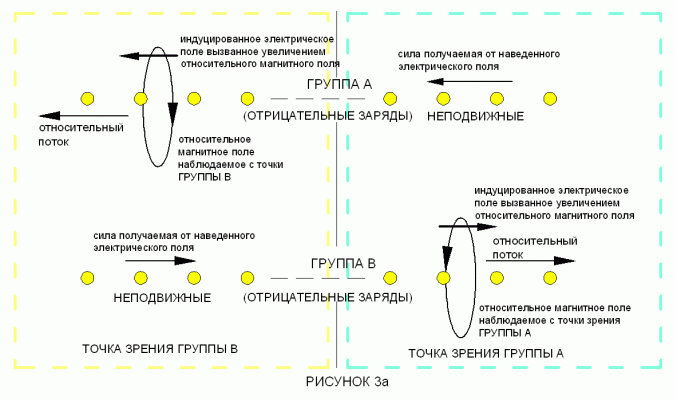 индуцированное электрическое
поле вызванное увеличением
относительного магнитного поля
ГРУППА А
сила получаемая от наведенного
электрического поля
(ОТРИЦАТЕЛЬНЫЕ ЗАРЯДЫ)
НЕПОДВИЖНЫЕ
относительный
поток
относительное
магнитное поле
наблюдаемое с точки
ГРУППЫ В
индуцированное электрическое
поле вызванное увеличением
относительного магнитного поля
сила получаемая от наведенного
электрического поля
относительный
поток
ГРУППА В
НЕПОДВИЖНЫЕ
(ОТРИЦАТЕЛЬНЫЕ ЗАРЯДЫ)
относительное магнитное поле
наблюдаемое с точки зрения
ГРУППЫ А
ТОЧКА ЗРЕНИЯ ГРУППЫ В
ТОЧКА ЗРЕНИЯ ГРУППЫ А
РИСУНОК 3а